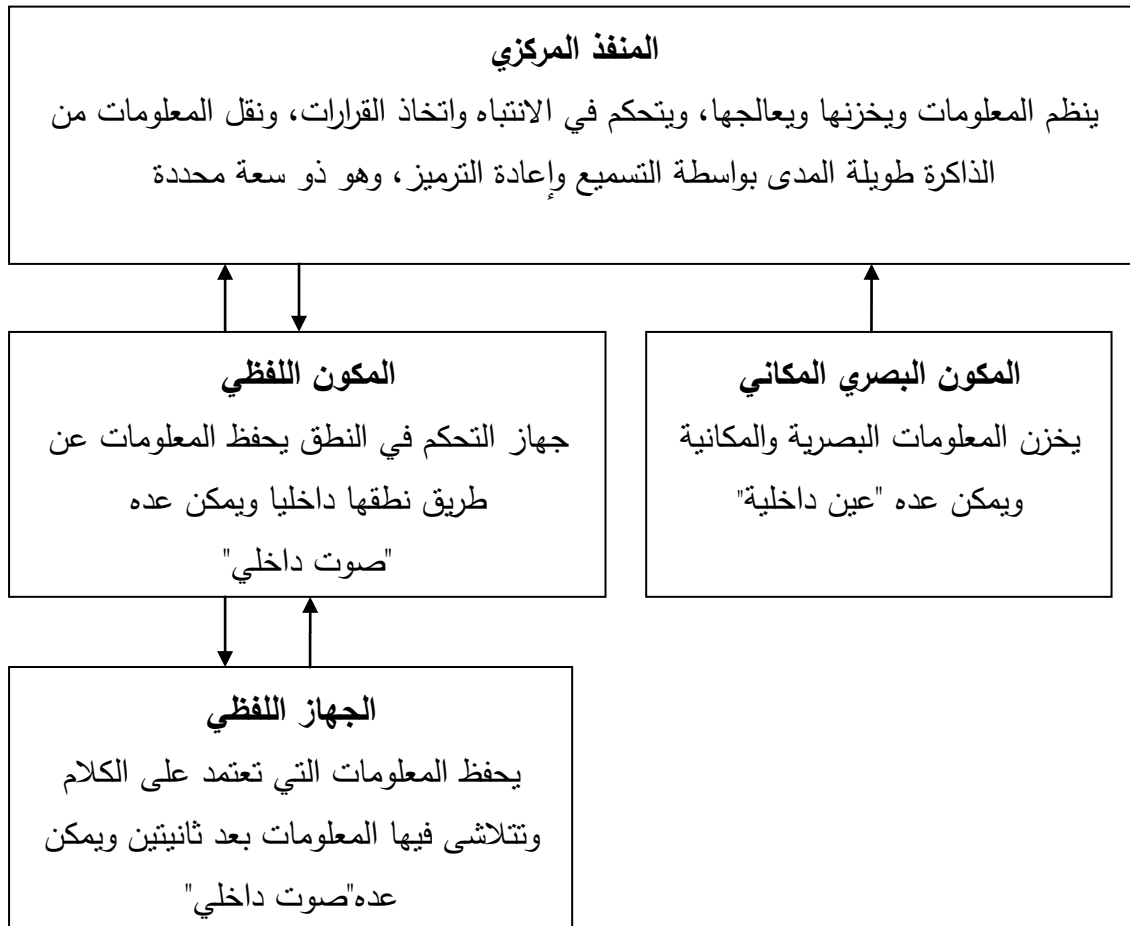 المنفذ المركزي
ينظم المعلومات ويخزنها ويعالجها، ويتحكم في الانتباه واتخاذ القرارات، ونقل المعلومات من
الذاكرة طويلة المدى بواسطة التسميع وإعادة الترميز، وهو ذو سعة محددة
المكون البصري المكاني
يخزن المعلومات البصرية والمكانية
ويمكن عده "عين داخلية"
المكون اللفظي
جهاز التحكم في النطق يحفظ المعلومات عن
طريق نطقها داخليا ويمكن عده
"صوت داخلي"
الجهاز اللفظي
يحفظ المعلومات التي تعتمد على الكلام
وتتلاشى فيها المعلومات بعد ثانيتين ويمكن
عده"صوت داخلي"